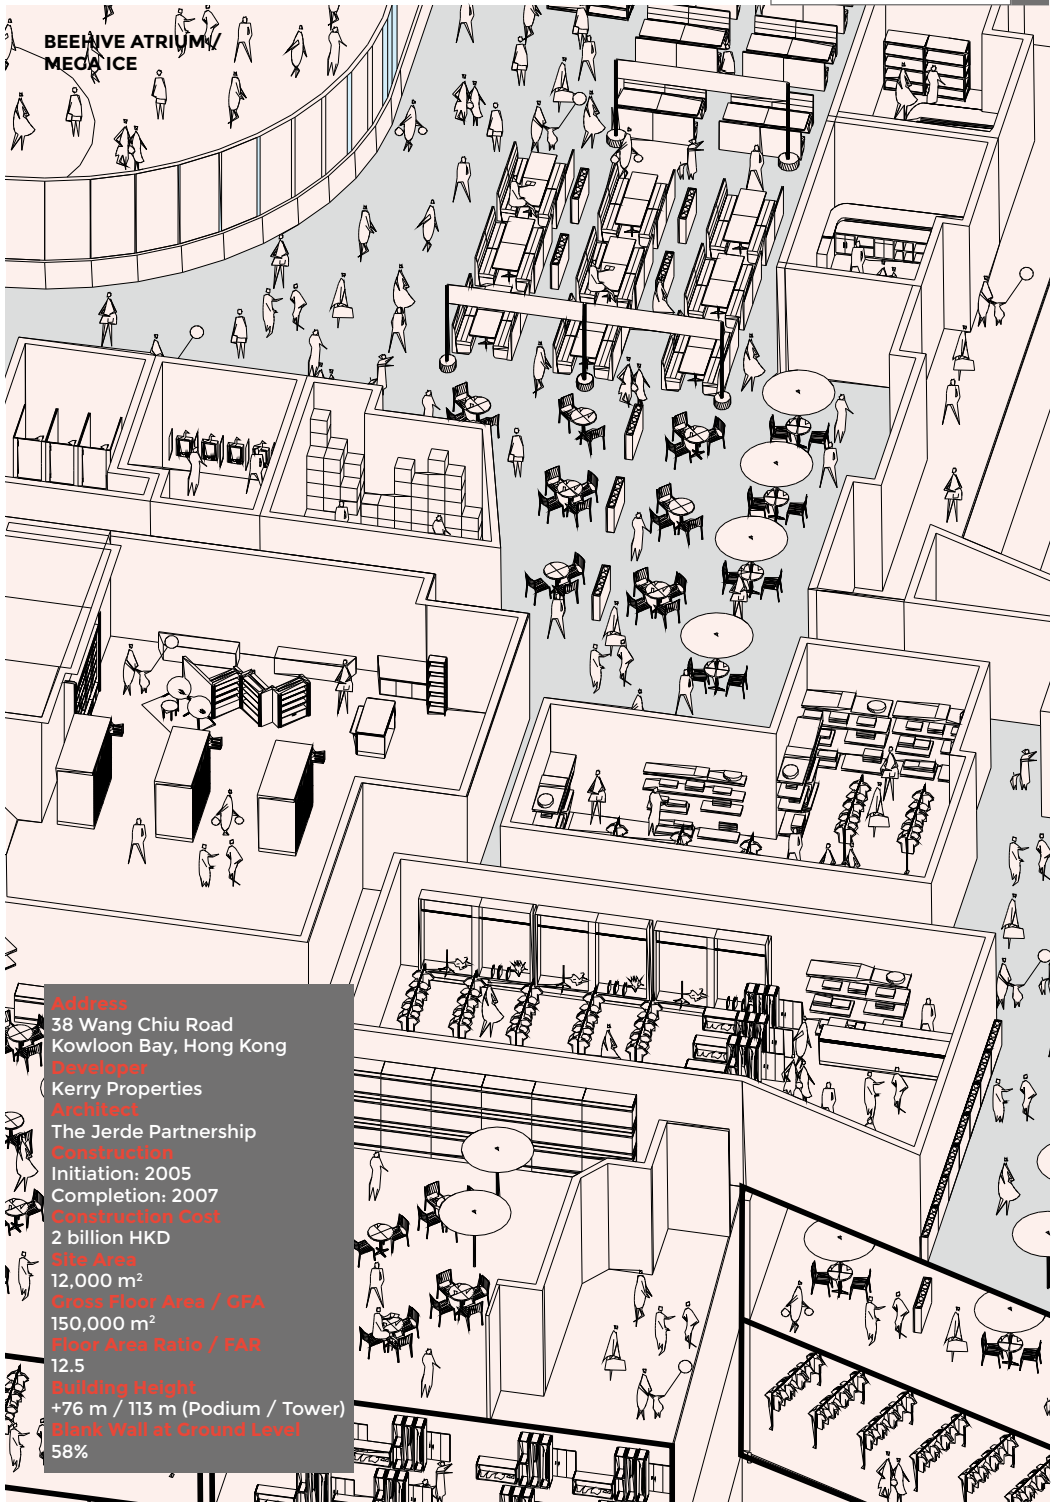 BEEHIVE ATRIUM /
MEGA ICE
Address
38 Wang Chiu Road
Kowloon Bay, Hong Kong
Developer
Kerry Properties
Architect
The Jerde Partnership
Construction
Initiation: 2005
Completion: 2007
Construction Cost
2 billion HKD
Site Area
12,000 m²
Gross Floor Area / GFA
150,000 m²
Floor Area Ratio / FAR
12.5
Building Height
+76 m / 113 m (Podium / Tower)
Blank Wall at Ground Level
58%